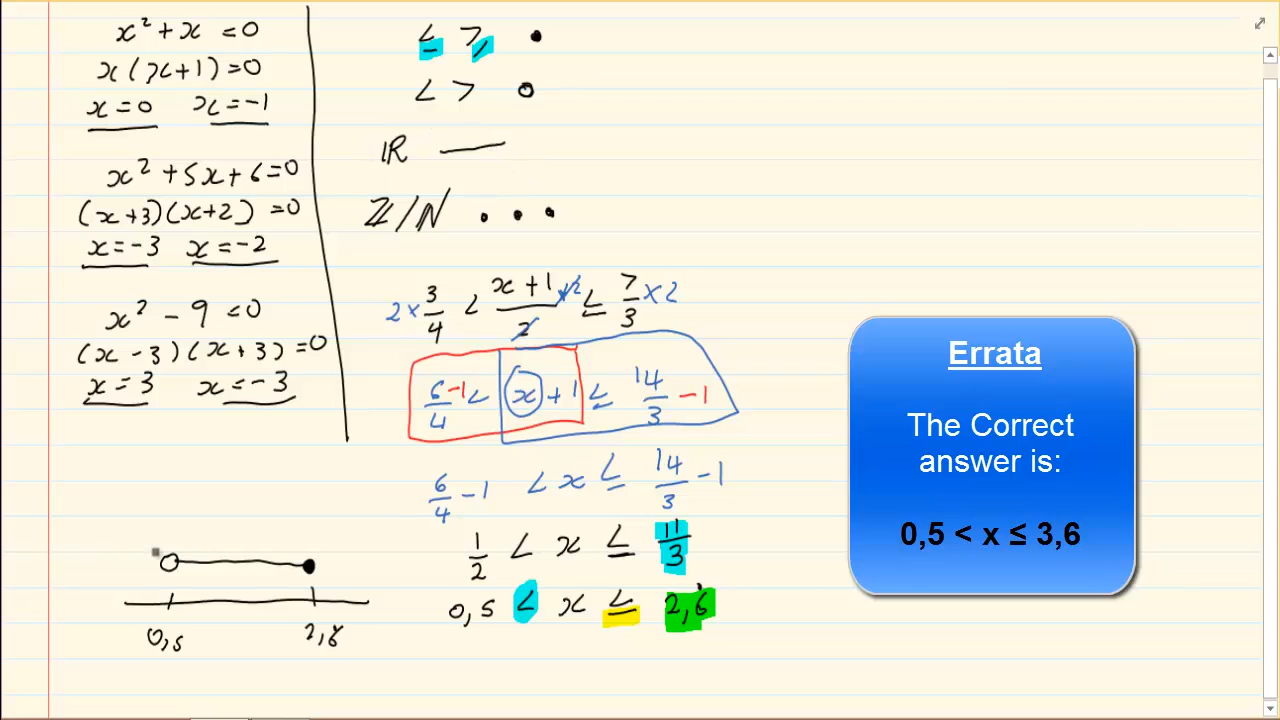 x² + x = 0
x(x+1) = 0
x = 0 x = -1
x² + 5x + 6 = 0
(x+3)(x+2) = 0
x = -3 x = -2
x² - 9 = 0
(x - 3)(x + 3) = 0
x = 3 x = -3
≤ ≥ •
< > o
ℝ —
ℤ/ℕ • • •
2 × 3/4 < (x + 1)/2 ×2 ≤ 7/3 × 2
6/4 - 1 < x + 1 ≤ 14/3 - 1
6/4 - 1 < x ≤ 14/3 - 1
1/2 < x ≤ 11/3
0,5 < x ≤ 2,6̇
0,5 2,6
Errata
The Correct
answer is:
0,5 < x ≤ 3,6